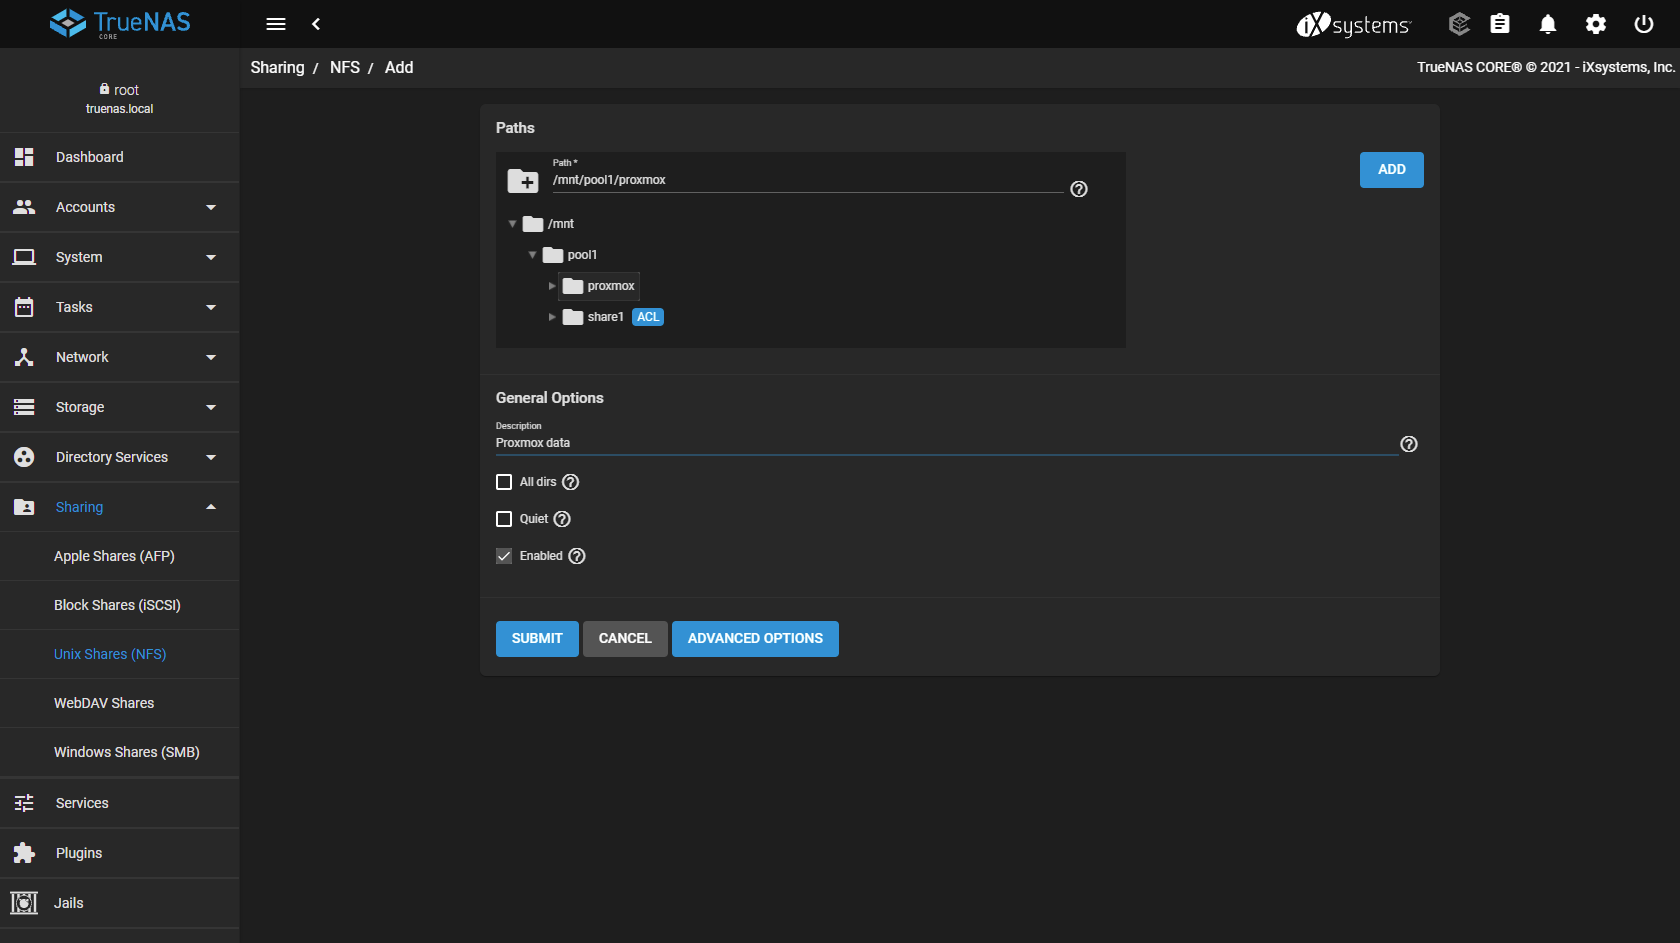 TrueNAS
CORE
iXsystems
Sharing / NFS / Add
TrueNAS CORE® © 2021 - iXsystems, Inc.
root
truenas.local
Dashboard
Accounts
System
Tasks
Network
Storage
Directory Services
Sharing
Apple Shares (AFP)
Block Shares (iSCSI)
Unix Shares (NFS)
WebDAV Shares
Windows Shares (SMB)
Services
Plugins
Jails
Paths
Path *
/mnt/pool1/proxmox
ADD
/mnt
pool1
proxmox
share1 ACL
General Options
Description
Proxmox data
All dirs
Quiet
Enabled
SUBMIT CANCEL ADVANCED OPTIONS